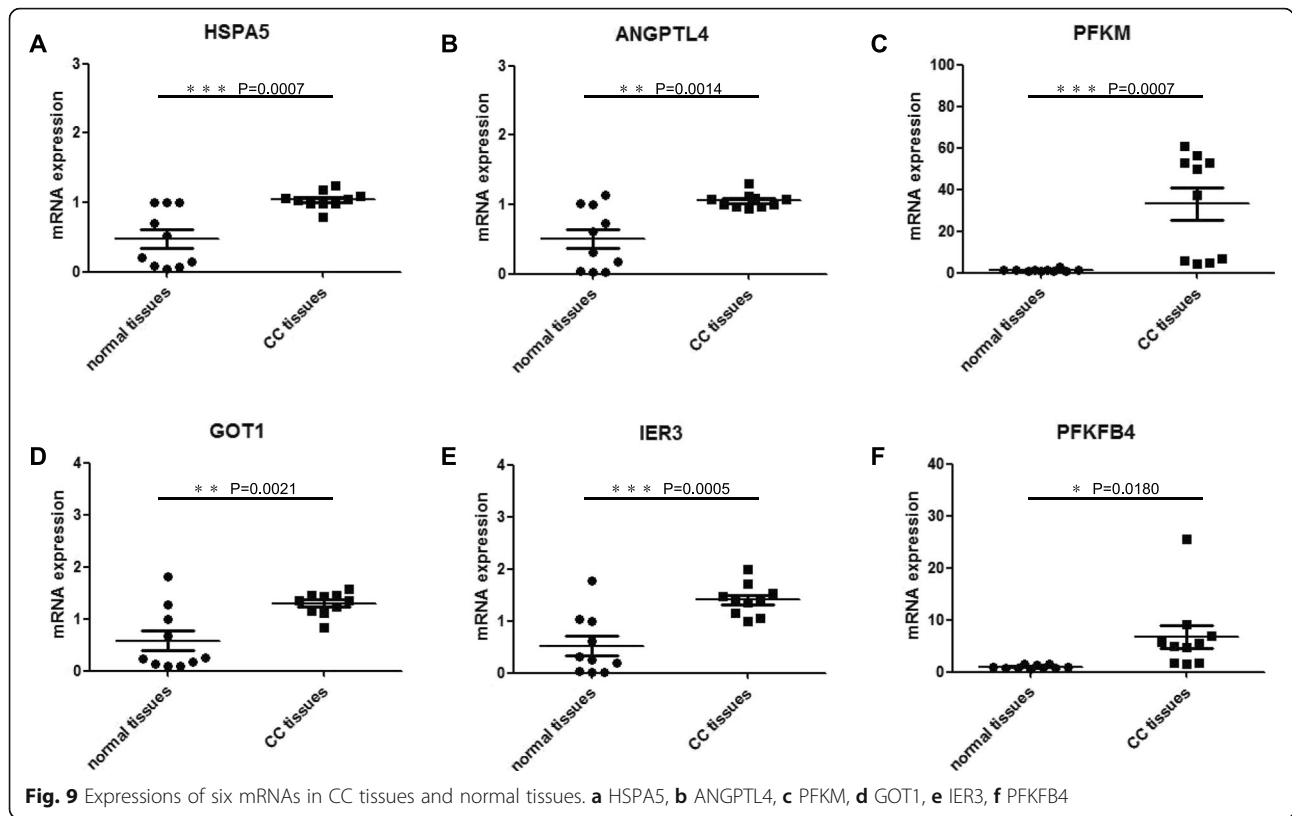 A
HSPA5
mRNA expression
3
2
1
0
*** P=0.0007
normal tissues
CC tissues
B
ANGPTL4
mRNA expression
3
2
1
0
** P=0.0014
normal tissues
CC tissues
C
PFKM
mRNA expression
100
80
60
40
20
0
*** P=0.0007
normal tissues
CC tissues
D
GOT1
mRNA expression
4
3
2
1
0
** P=0.0021
normal tissues
CC tissues
E
IER3
mRNA expression
4
3
2
1
0
*** P=0.0005
normal tissues
CC tissues
F
PFKFB4
mRNA expression
40
30
20
10
0
* P=0.0180
normal tissues
CC tissues
Fig. 9 Expressions of six mRNAs in CC tissues and normal tissues. a HSPA5, b ANGPTL4, c PFKM, d GOT1, e IER3, f PFKFB4